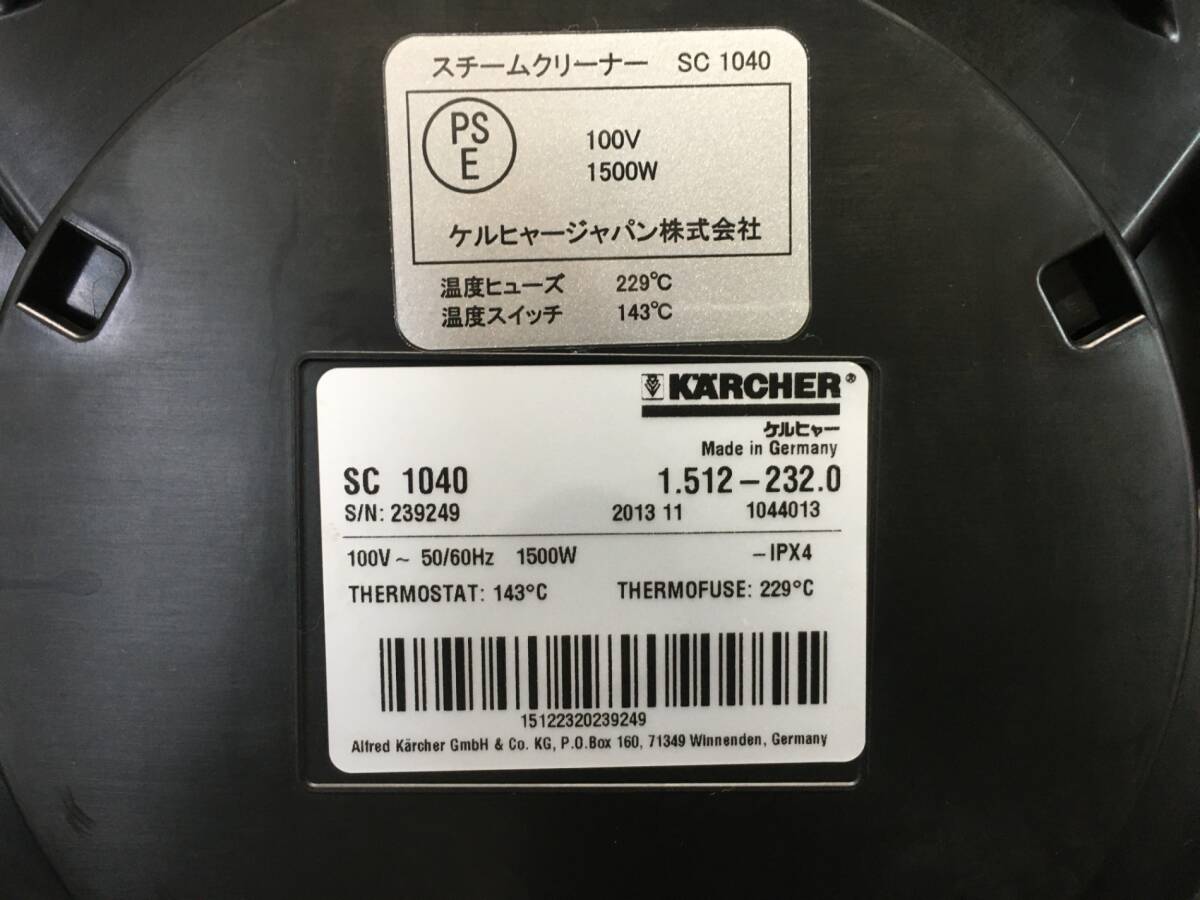 スチームクリーナー SC 1040
PS
E
100V
1500W
ケルヒャージャパン株式会社
温度ヒューズ 229℃
温度スイッチ 143℃
KÄRCHER®
ケルヒャー
Made in Germany
SC 1040 1.512-232.0
S/N: 239249 2013 11 1044013
100V~ 50/60Hz 1500W -IPX4
THERMOSTAT: 143°C THERMOFUSE: 229°C
15122320239249
Alfred Kärcher GmbH & Co. KG, P.O.Box 160, 71349 Winnenden, Germany